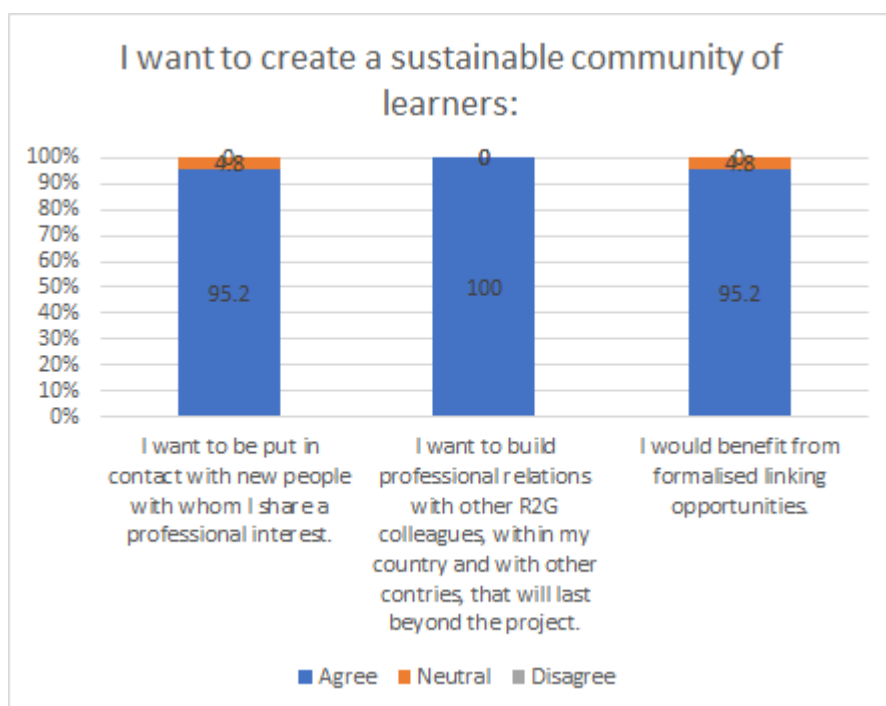 I want to create a sustainable community of
learners:
100%
90%
80%
70%
60%
50%
40%
30%
20%
10%
0%
0
4.8
95.2
0
0
100
0
4.8
95.2
I want to be put in
contact with new people
with whom I share a
professional interest.
I want to build
professional relations
with other R2G
colleagues, within my
country and with other
contries, that will last
beyond the project.
I would benefit from
formalised linking
opportunities.
Agree Neutral Disagree